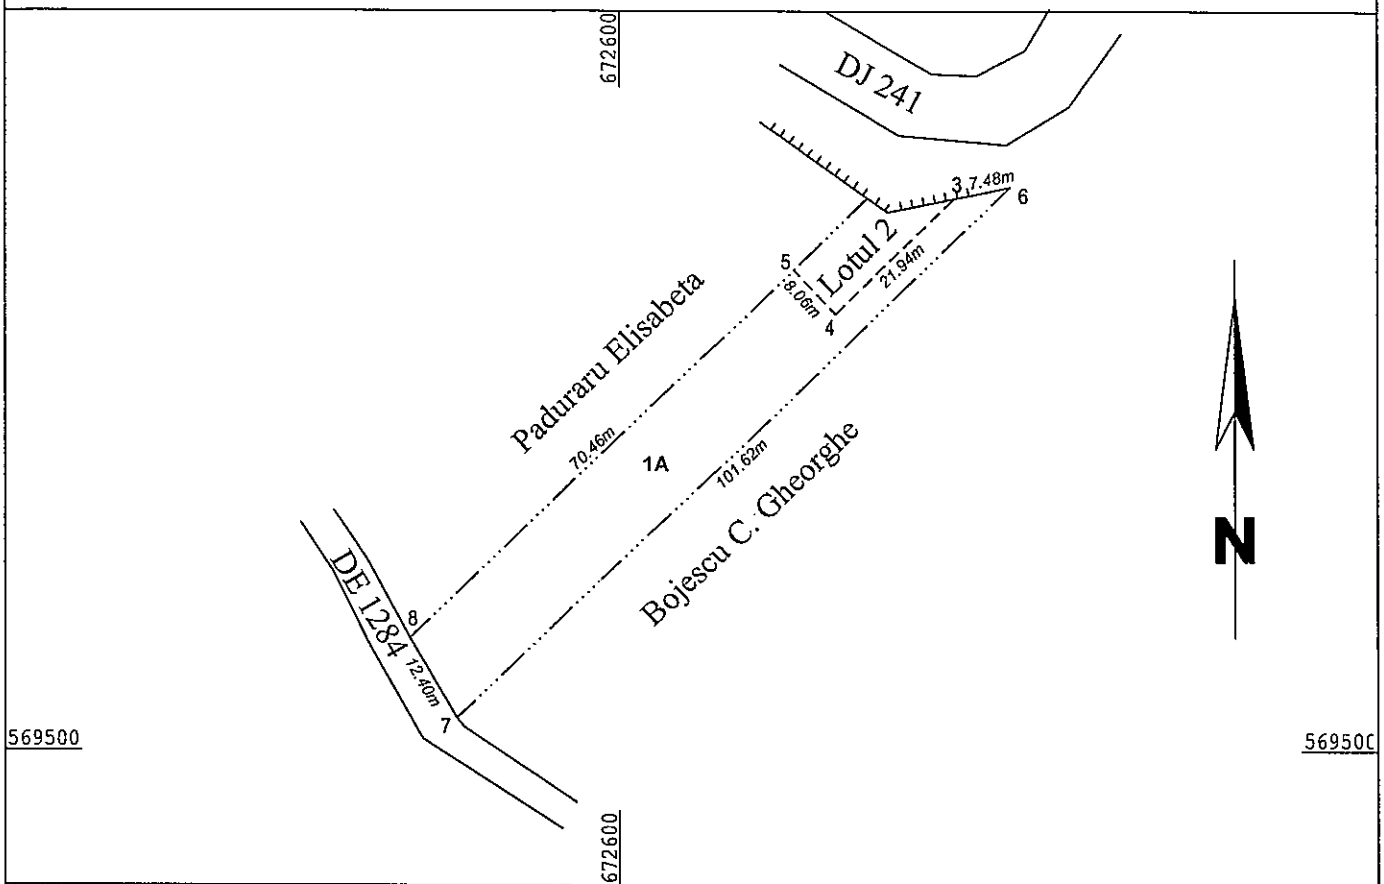 672600
DJ 241
3
7.48m
6
Lotul 2
5
21.94m
8.06m
4
Paduraru Elisabeta
70.46m
1A
101.62m
Bojescu C. Gheorghe
N
DE 1284
8
12.40m
7
569500
569500
672600